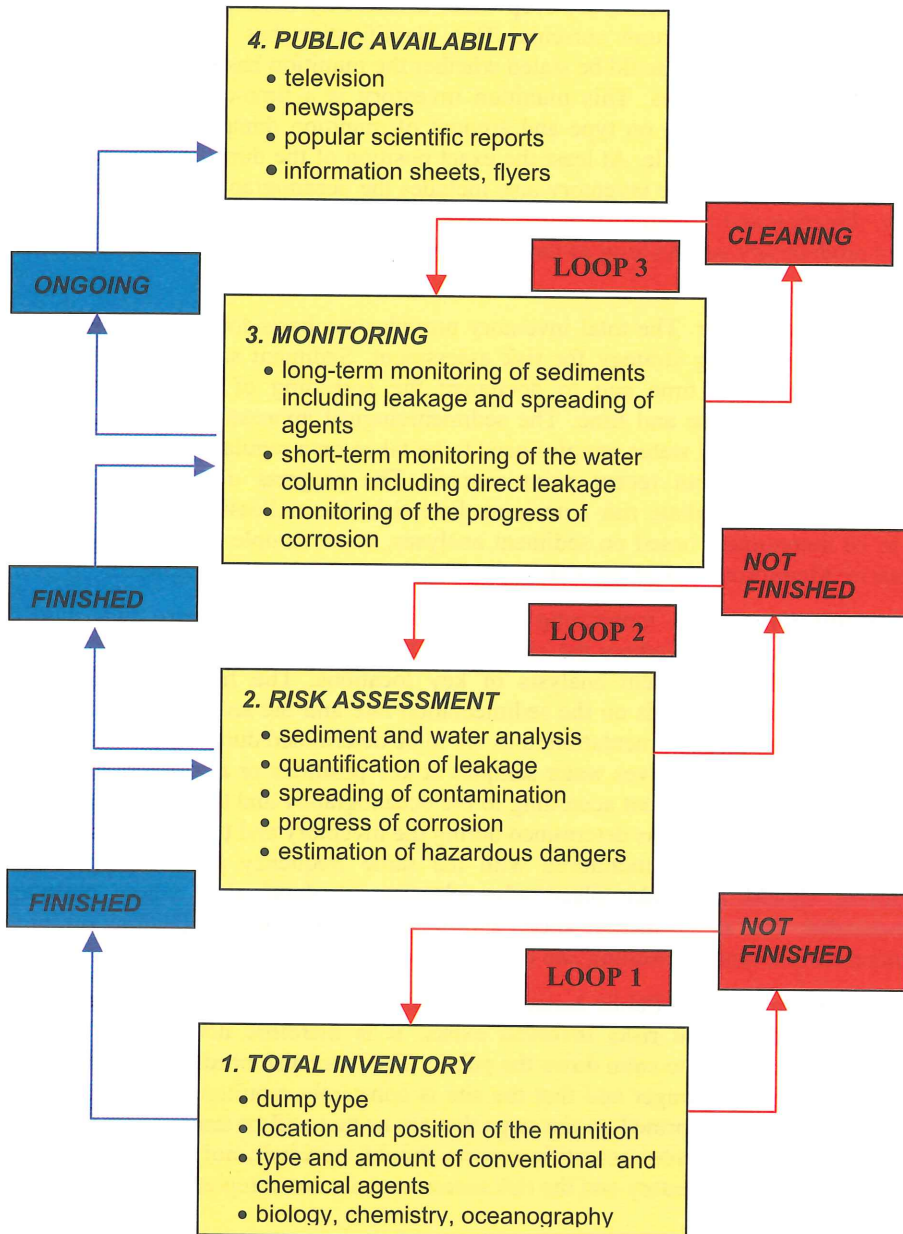 4. PUBLIC AVAILABILITY
• television
• newspapers
• popular scientific reports
• information sheets, flyers
CLEANING
LOOP 3
ONGOING
3. MONITORING
• long-term monitoring of sediments
including leakage and spreading of
agents
• short-term monitoring of the water
column including direct leakage
• monitoring of the progress of
corrosion
NOT
FINISHED
FINISHED
LOOP 2
2. RISK ASSESSMENT
• sediment and water analysis
• quantification of leakage
• spreading of contamination
• progress of corrosion
• estimation of hazardous dangers
FINISHED
NOT
FINISHED
LOOP 1
1. TOTAL INVENTORY
• dump type
• location and position of the munition
• type and amount of conventional and
chemical agents
• biology, chemistry, oceanography